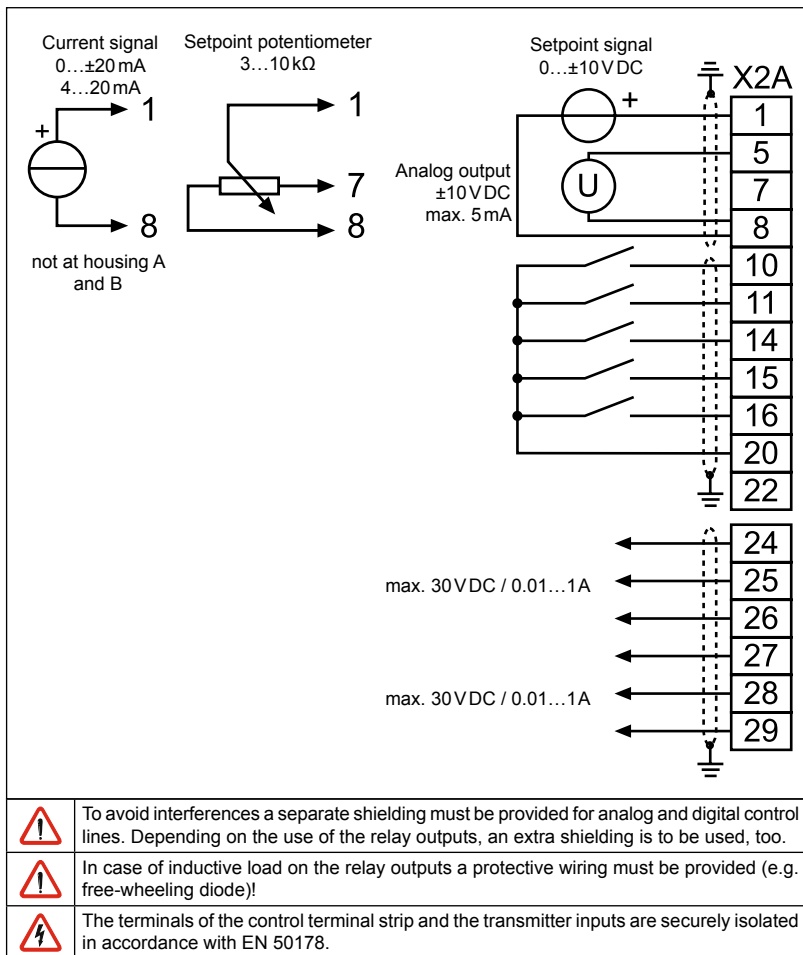 Current signal
0…±20 mA
4…20 mA
+
1
8
not at housing A
and B
Setpoint potentiometer
3…10 kΩ
1
7
8
Setpoint signal
0…±10 V DC
+
Analog output
±10 V DC
max. 5 mA
U
X2A
1
5
7
8
10
11
14
15
16
20
22
24
25
26
27
28
29
max. 30 V DC / 0.01…1A
max. 30 V DC / 0.01…1A
To avoid interferences a separate shielding must be provided for analog and digital control
lines. Depending on the use of the relay outputs, an extra shielding is to be used, too.
In case of inductive load on the relay outputs a protective wiring must be provided (e.g.
free-wheeling diode)!
The terminals of the control terminal strip and the transmitter inputs are securely isolated
in accordance with EN 50178.